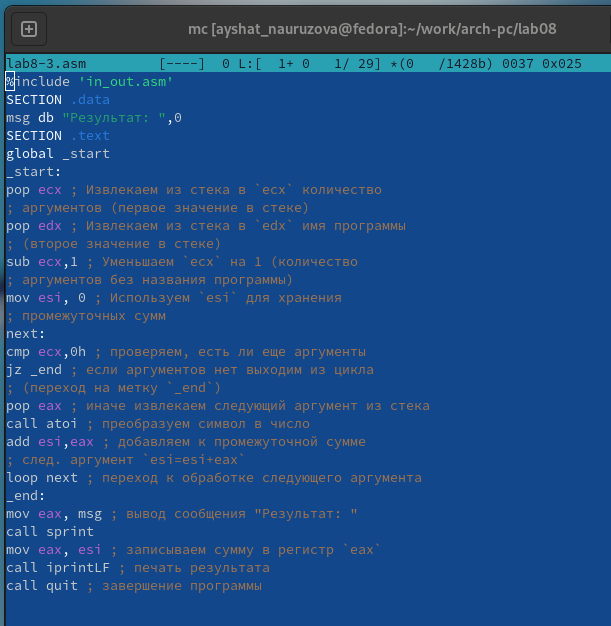 mc [ayshat_nauruzova@fedora]:~/work/arch-pc/lab08
lab8-3.asm [----] 0 L:[ 1+ 0 1/ 29] *(0 /1428b) 0037 0x025
%include 'in_out.asm'
SECTION .data
msg db "Результат: ",0
SECTION .text
global _start
_start:
pop ecx ; Извлекаем из стека в `ecx` количество
; аргументов (первое значение в стеке)
pop edx ; Извлекаем из стека в `edx` имя программы
; (второе значение в стеке)
sub ecx,1 ; Уменьшаем `ecx` на 1 (количество
; аргументов без названия программы)
mov esi, 0 ; Используем `esi` для хранения
; промежуточных сумм
next:
cmp ecx,0h ; проверяем, есть ли еще аргументы
jz _end ; если аргументов нет выходим из цикла
; (переход на метку `_end`)
pop eax ; иначе извлекаем следующий аргумент из стека
call atoi ; преобразуем символ в число
add esi,eax ; добавляем к промежуточной сумме
; след. аргумент `esi=esi+eax`
loop next ; переход к обработке следующего аргумента
_end:
mov eax, msg ; вывод сообщения "Результат: "
call sprint
mov eax, esi ; записываем сумму в регистр `eax`
call iprintLF ; печать результата
call quit ; завершение программы